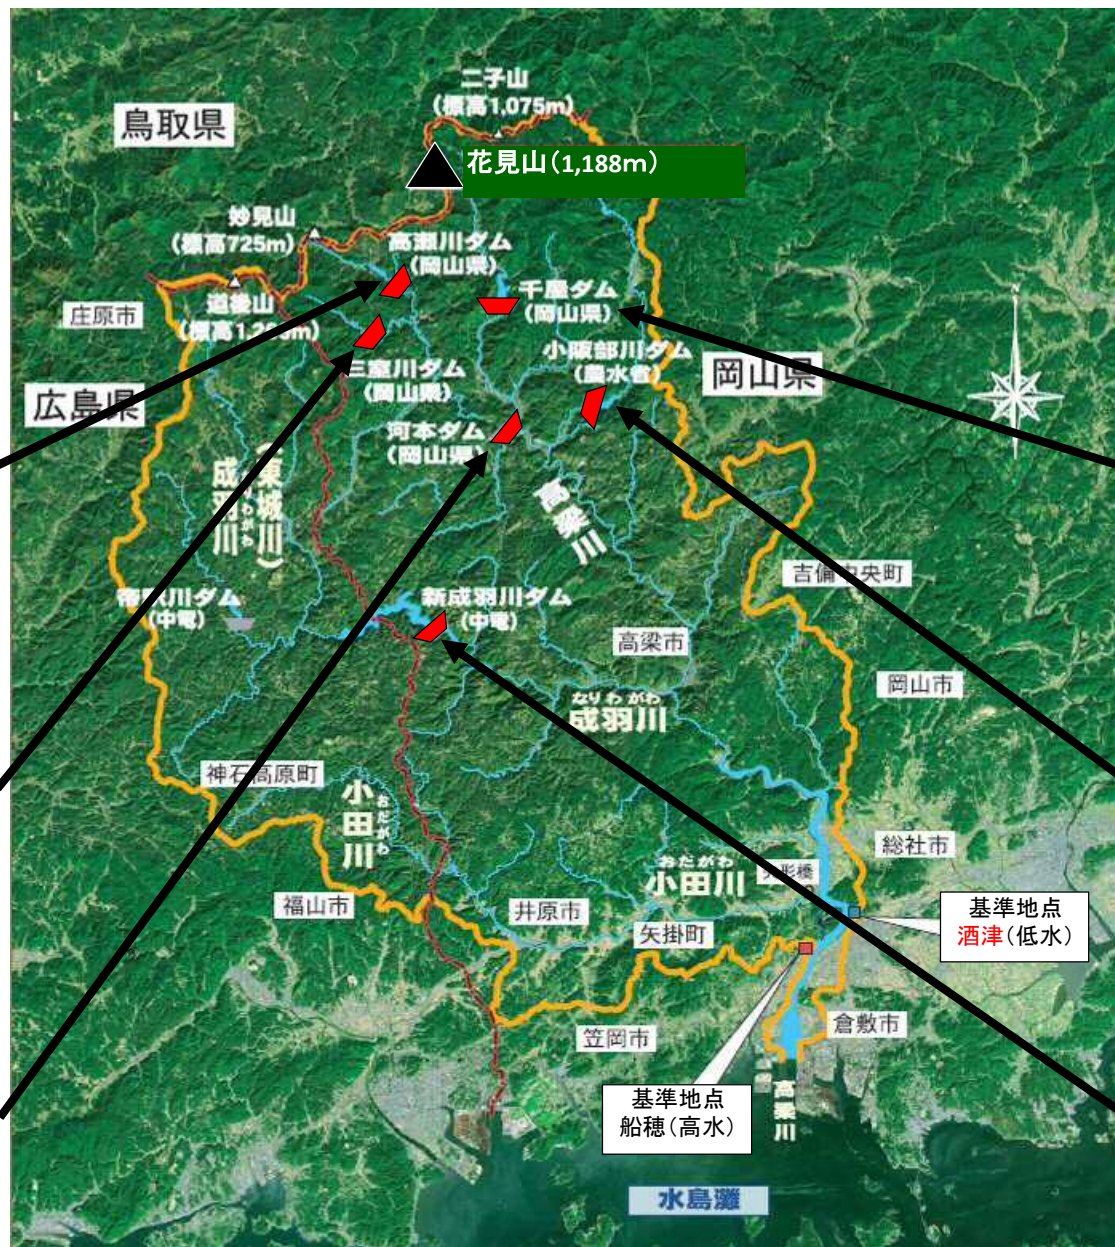 二子山
(標高1,075m)
鳥取県
花見山(1,188m)
妙見山
(標高725m)
高瀬川ダム
(岡山県)
千屋ダム
(岡山県)
道後山
庄原市
三室川ダム
(岡山県)
小阪部川ダム
(農水省)
岡山県
広島県
河本ダム
(岡山県)
成羽川
(東城川)
高梁川
吉備中央町
(中電)
新成羽川ダム
(中電)
高梁市
岡山市
なりわがわ
成羽川
神石高原町
小田川
おだがわ
総社市
おだがわ
小田川
福山市
井原市
矢掛町
基準地点
酒津(低水)
倉敷市
笠岡市
基準地点
船穂(高水)
高梁川
水島灘